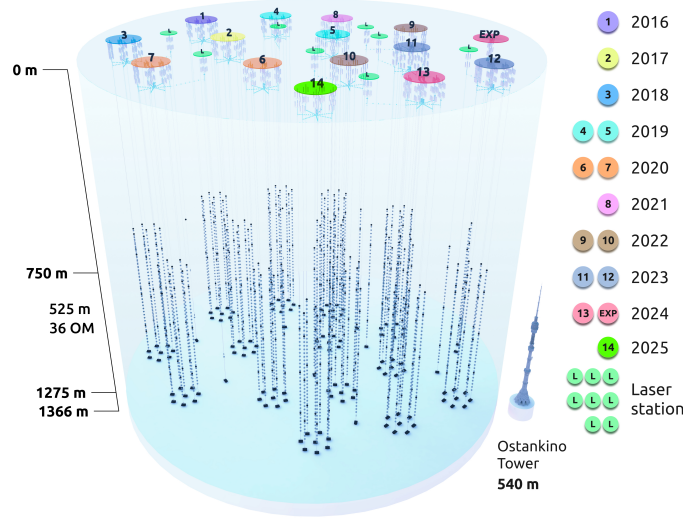 1
4
8
9
EXP
3
2
5
11
7
6
10
12
13
14
L
L
L
L
L
L
L
L
0 m
750 m
525 m
36 OM
1275 m
1366 m
Ostankino
Tower
540 m
1 2016
2 2017
3 2018
4 5 2019
6 7 2020
8 2021
9 10 2022
11 12 2023
13 EXP 2024
14 2025
L L L
L L L
L L
Laser
station